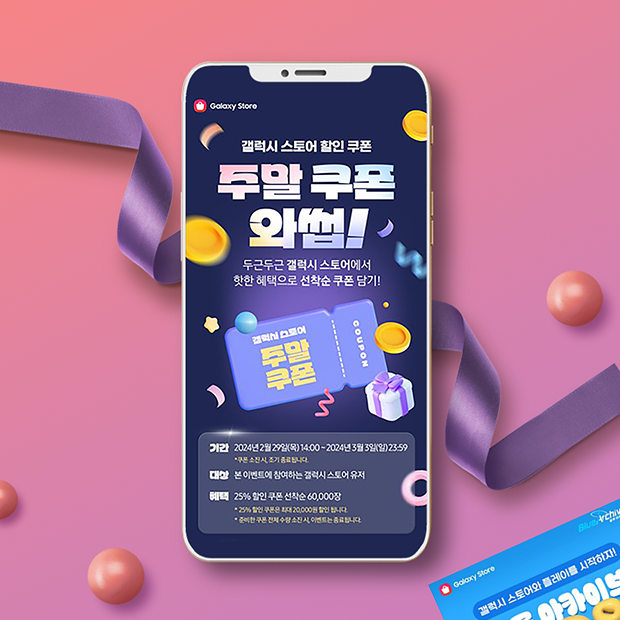 Galaxy Store
갤럭시 스토어 할인 쿠폰
주말 쿠폰
와썹!
두근두근 갤럭시 스토어에서
핫한 혜택으로 선착순 쿠폰 담기!
갤럭시 스토어
주말
쿠폰
COUPON
기간 2024년 2월 29일(목) 14:00 ~ 2024년 3월 3일(일) 23:59
*쿠폰 소진 시, 조기 종료됩니다.
대상 본 이벤트에 참여하는 갤럭시 스토어 유저
혜택 25% 할인 쿠폰 선착순 60,000장
* 25% 할인 쿠폰은 최대 20,000원 할인 됩니다.
* 준비한 쿠폰 전체 수량 소진 시, 이벤트는 종료됩니다.
Galaxy Store
갤럭시 스토어와 플레이를 시작하자!